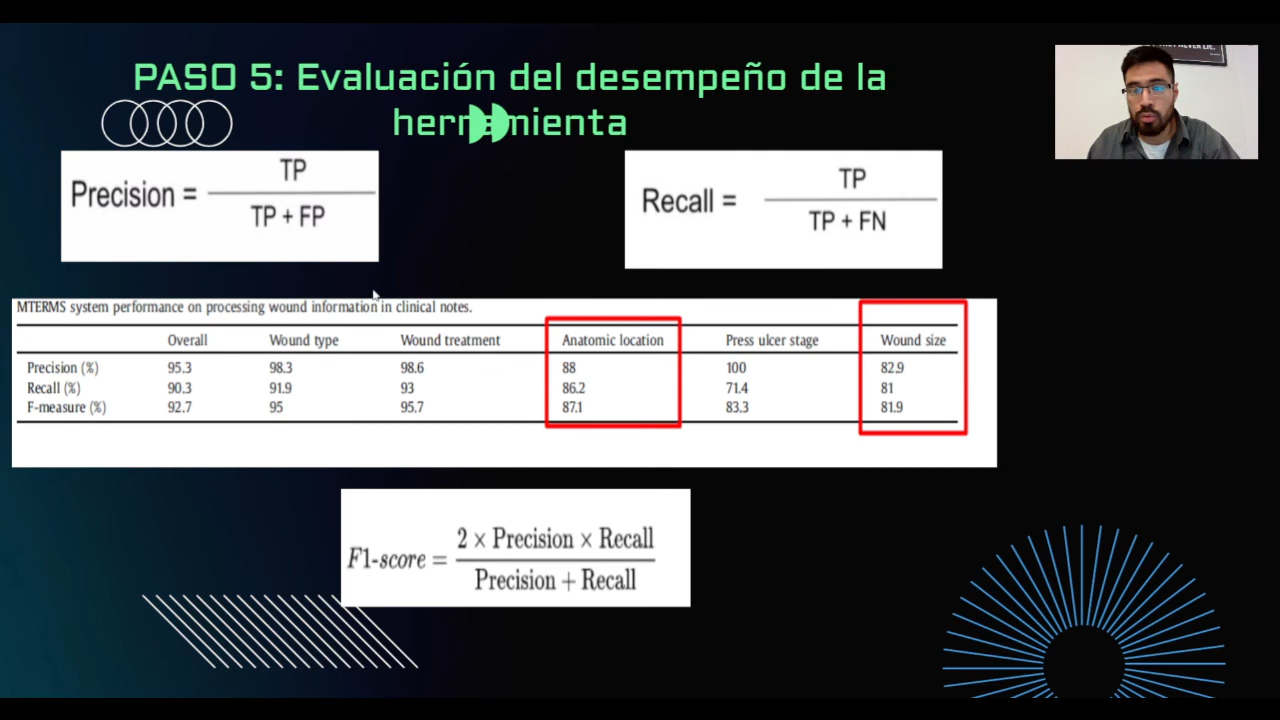 PASO 5: Evaluación del desempeño de la
herramienta
Precision = TP
TP + FP
Recall = TP
TP + FN
MTERMS system performance on processing wound information in clinical notes.
Overall Wound type Wound treatment Anatomic location Press ulcer stage Wound size
Precision (%) 95.3 98.3 98.6 88 100 82.9
Recall (%) 90.3 91.9 93 86.2 71.4 81
F-measure (%) 92.7 95 95.7 87.1 83.3 81.9
F1-score = 2 × Precision × Recall
Precision + Recall